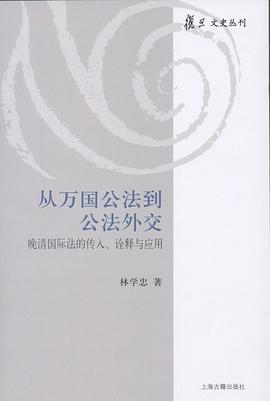 復旦 文史丛刊
从万国公法到
公法外交
晚清国际法的传入、诠释与应用
林学忠 著
上海古籍出版社